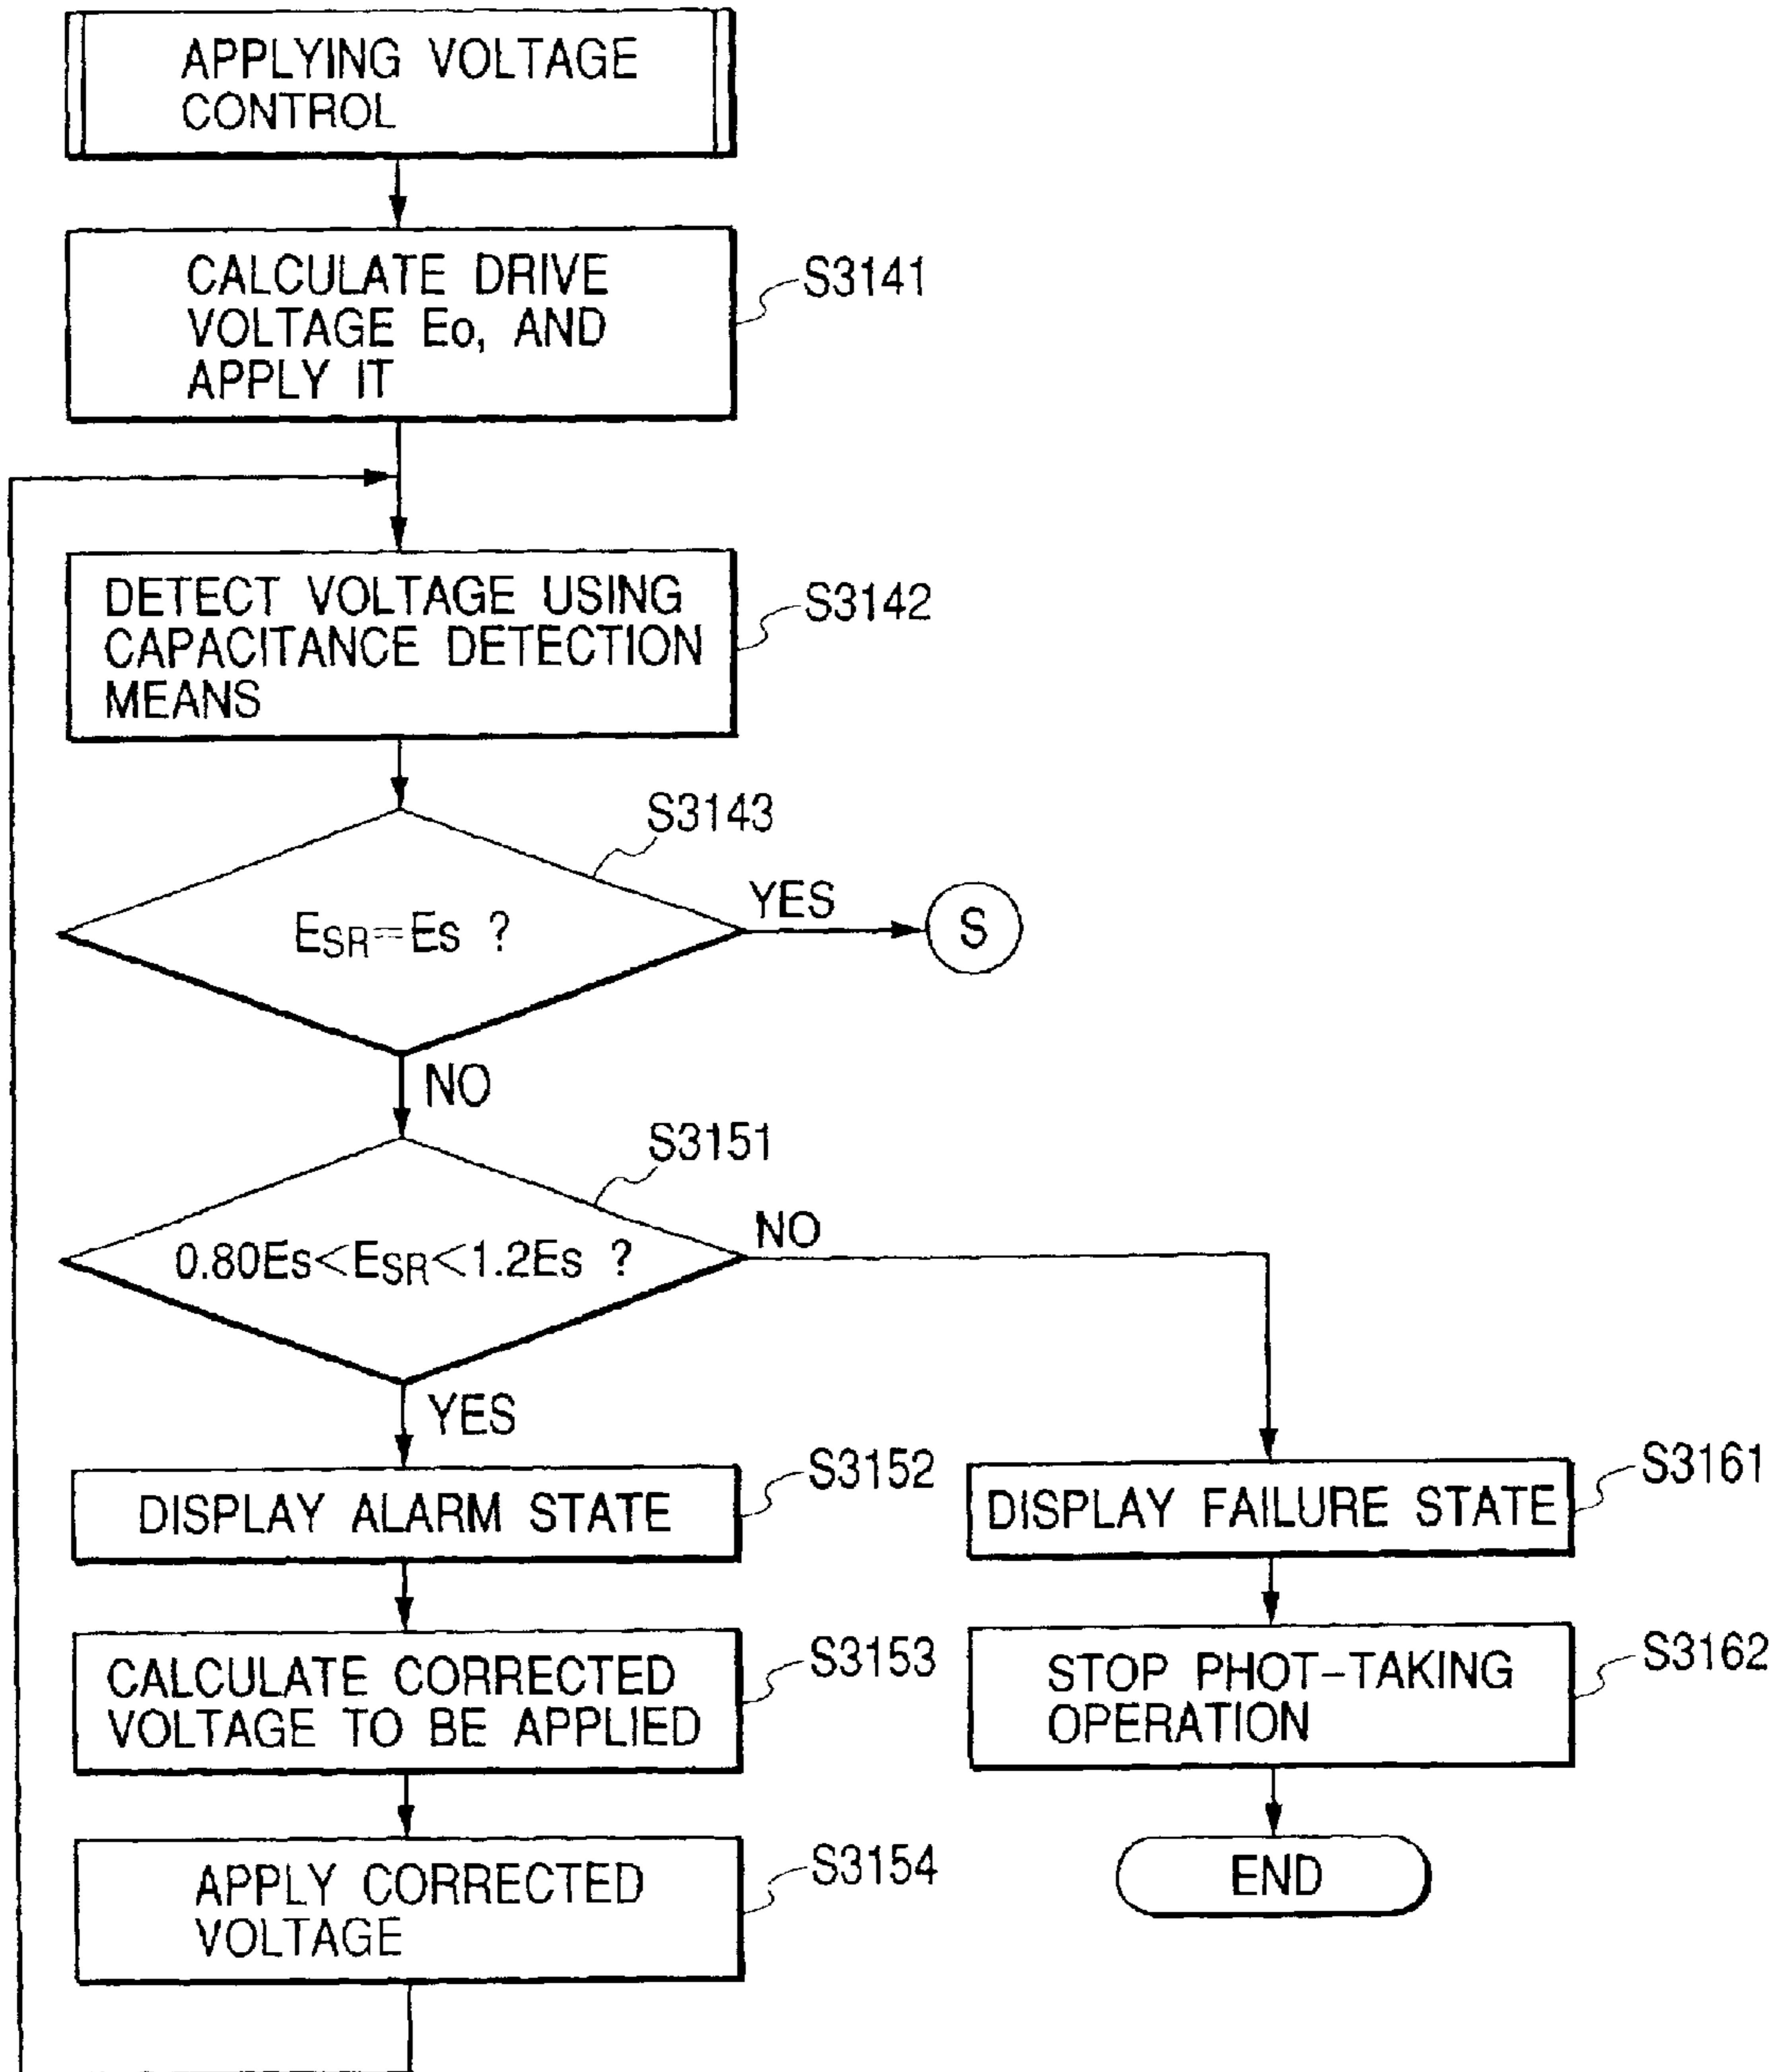 APPLYING VOLTAGE
CONTROL
CALCULATE DRIVE
VOLTAGE Eo, AND
APPLY IT
S3141
DETECT VOLTAGE USING
CAPACITANCE DETECTION
MEANS
S3142
S3143
ESR=Es ?
YES
S
NO
S3151
0.80Es<ESR<1.2Es ?
NO
YES
DISPLAY ALARM STATE
S3152
DISPLAY FAILURE STATE
S3161
CALCULATE CORRECTED
VOLTAGE TO BE APPLIED
S3153
STOP PHOT-TAKING
OPERATION
S3162
APPLY CORRECTED
VOLTAGE
S3154
END